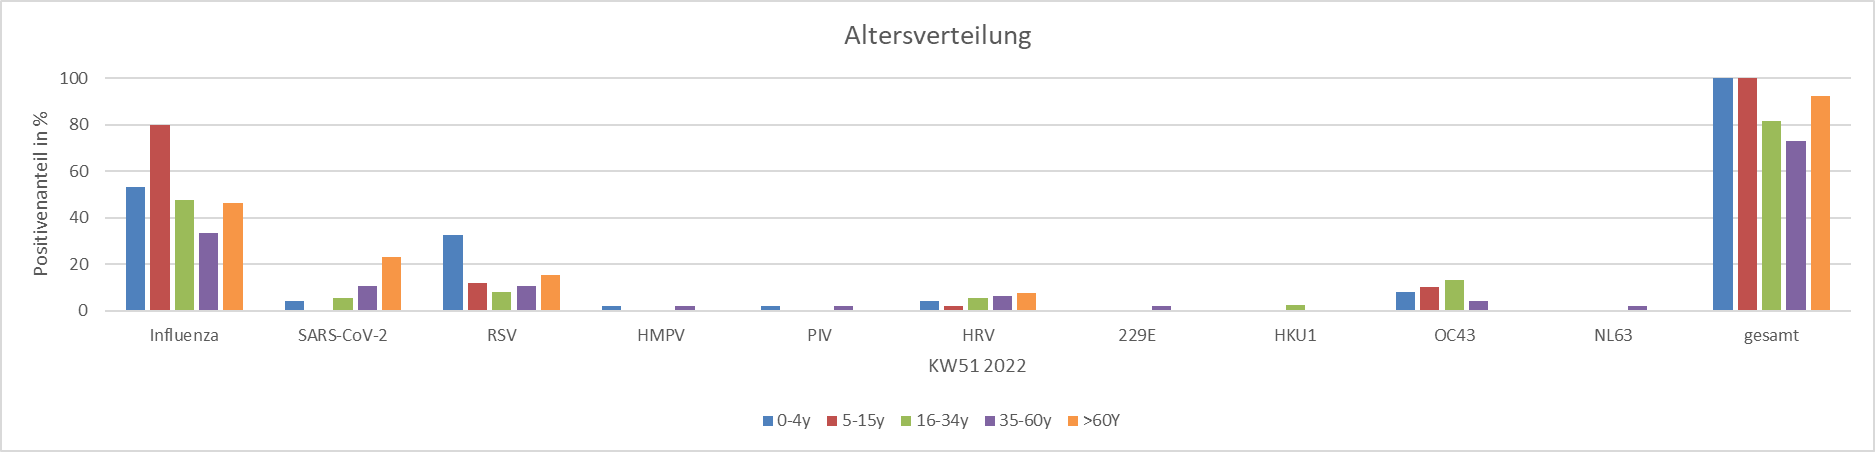 Altersverteilung
Positivenanteil in %
100
80
60
40
20
0
Influenza SARS-CoV-2 RSV HMPV PIV HRV 229E HKU1 OC43 NL63 gesamt
KW51 2022
0-4y 5-15y 16-34y 35-60y >60Y